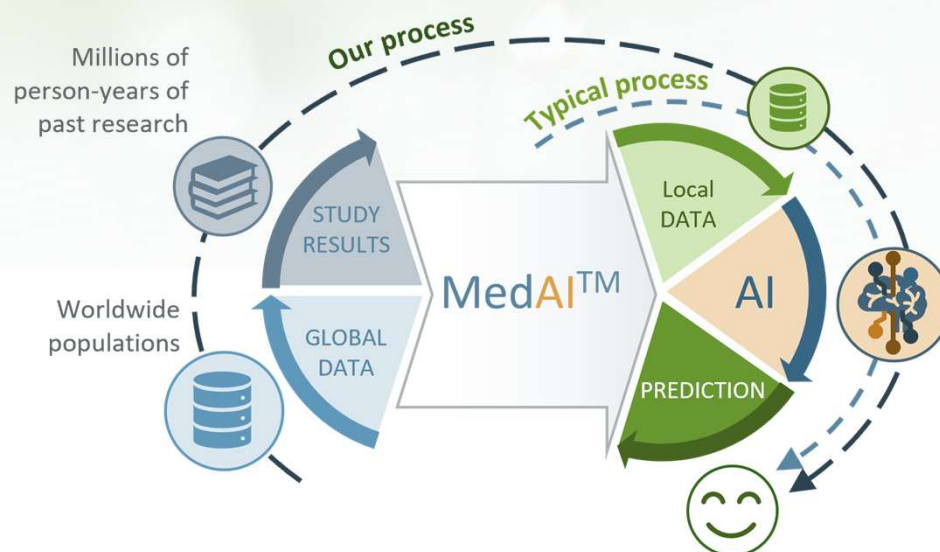 Our process
Typical process
Millions of
person-years of
past research
STUDY
RESULTS
Worldwide
populations
GLOBAL
DATA
MedAI™
Local
DATA
AI
PREDICTION